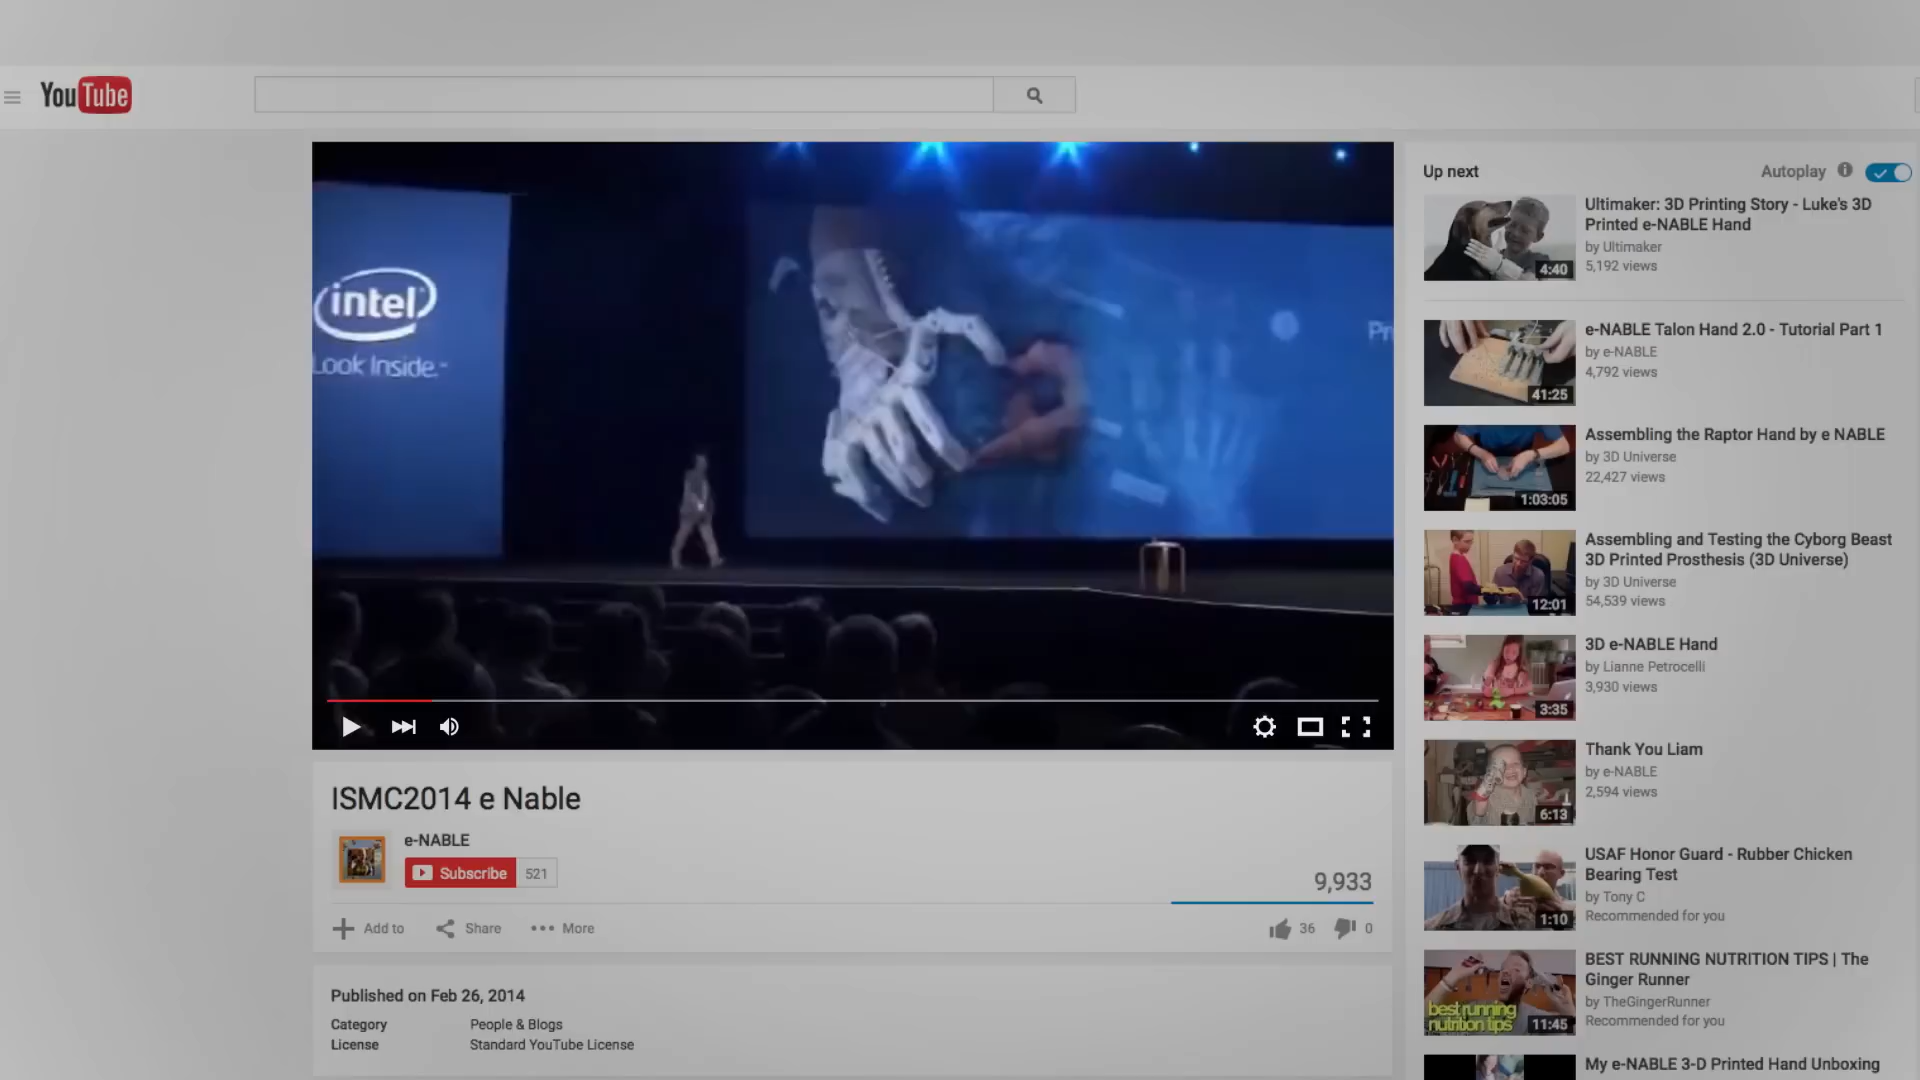 YouTube
intel
Look Inside.™
Pr
ISMC2014 e Nable
e-NABLE
Subscribe 521
9,933
Add to Share More 36 0
Published on Feb 26, 2014
Category People & Blogs
License Standard YouTube License
Up next Autoplay
Ultimaker: 3D Printing Story - Luke's 3D
Printed e-NABLE Hand
by Ultimaker
5,192 views
4:40
e-NABLE Talon Hand 2.0 - Tutorial Part 1
by e-NABLE
4,792 views
41:25
Assembling the Raptor Hand by e NABLE
by 3D Universe
22,427 views
1:03:05
Assembling and Testing the Cyborg Beast
3D Printed Prosthesis (3D Universe)
by 3D Universe
54,539 views
12:01
3D e-NABLE Hand
by Lianne Petrocelli
3,930 views
3:35
Thank You Liam
by e-NABLE
2,594 views
6:13
USAF Honor Guard - Rubber Chicken
Bearing Test
by Tony C
Recommended for you
1:10
BEST RUNNING NUTRITION TIPS | The
Ginger Runner
by TheGingerRunner
Recommended for you
best running
nutrition tips
11:45
My e-NABLE 3-D Printed Hand Unboxing